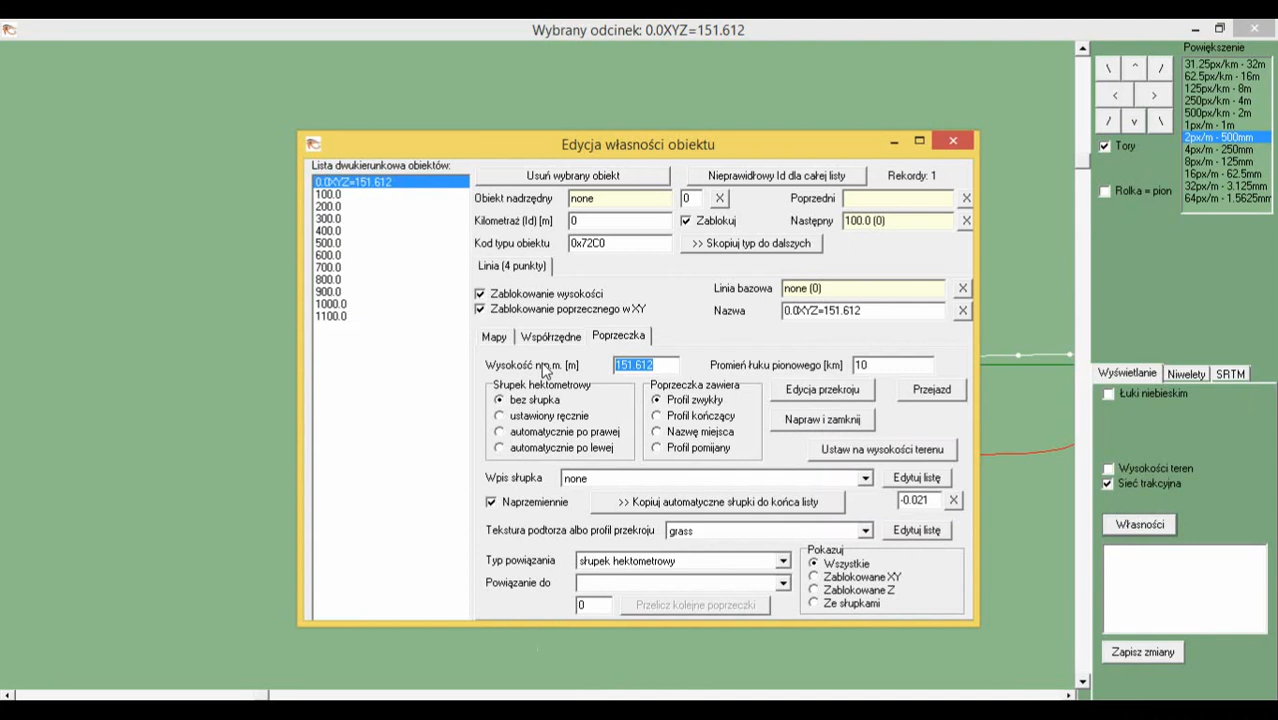 Wybrany odcinek: 0.0XYZ=151.612
Powiększenie
31.25px/km - 32m
62.5px/km - 16m
125px/km - 8m
250px/km - 4m
500px/km - 2m
1px/m - 1m
2px/m - 500mm
4px/m - 250mm
8px/m - 125mm
16px/m - 62.5mm
32px/m - 3.125mm
64px/m - 1.5625mm
\ ^ /
< >
/ v \
Tory
Rolka = pion
Edycja własności obiektu
Lista dwukierunkowa obiektów:
0.0XYZ=151.612
100.0
200.0
300.0
400.0
500.0
600.0
700.0
800.0
900.0
1000.0
1100.0
Usuń wybrany obiekt
Nieprawidłowy Id dla całej listy
Rekordy: 1
Obiekt nadrzędny none 0 X Poprzedni X
Kilometraż (Id) [m] 0 Zablokuj Następny 100.0 (0) X
Kod typu obiektu 0x72C0 >> Skopiuj typ do dalszych
Linia (4 punkty)
Zablokowanie wysokości Linia bazowa none (0) X
Zablokowanie poprzecznego w XY Nazwa 0.0XYZ=151.612 X
Mapy Współrzędne Poprzeczka
Wysokość n.p.m. [m] 151.612 Promień łuku pionowego [km] 10
Słupek hektometrowy
bez słupka
ustawiony ręcznie
automatycznie po prawej
automatycznie po lewej
Poprzeczka zawiera
Profil zwykły
Profil kończący
Nazwę miejsca
Profil pomijany
Edycja przekroju Przejazd
Napraw i zamknij
Ustaw na wysokości terenu
Wpis słupka none Edytuj listę
Naprzemiennie >> Kopiuj automatyczne słupki do końca listy -0.021 X
Tekstura podtorza albo profil przekroju grass Edytuj listę
Typ powiązania słupek hektometrowy
Powiązanie do
0 Przelicz kolejne poprzeczki
Pokazuj
Wszystkie
Zablokowane XY
Zablokowane Z
Ze słupkami
Wyświetlanie Niwelety SRTM
Łuki niebieskim
Wysokości teren
Sieć trakcyjna
Własności
Zapisz zmiany